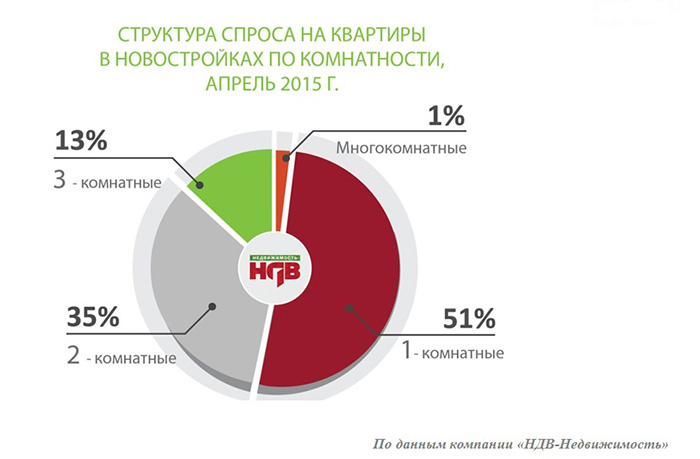 СТРУКТУРА СПРОСА НА КВАРТИРЫ
В НОВОСТРОЙКАХ ПО КОМНАТНОСТИ,
АПРЕЛЬ 2015 Г.
1%
Многокомнатные
13%
3 - комнатные
НЕДВИЖИМОСТЬ
НДВ
35%
2 - комнатные
51%
1 - комнатные
По данным компании «НДВ-Недвижимость»